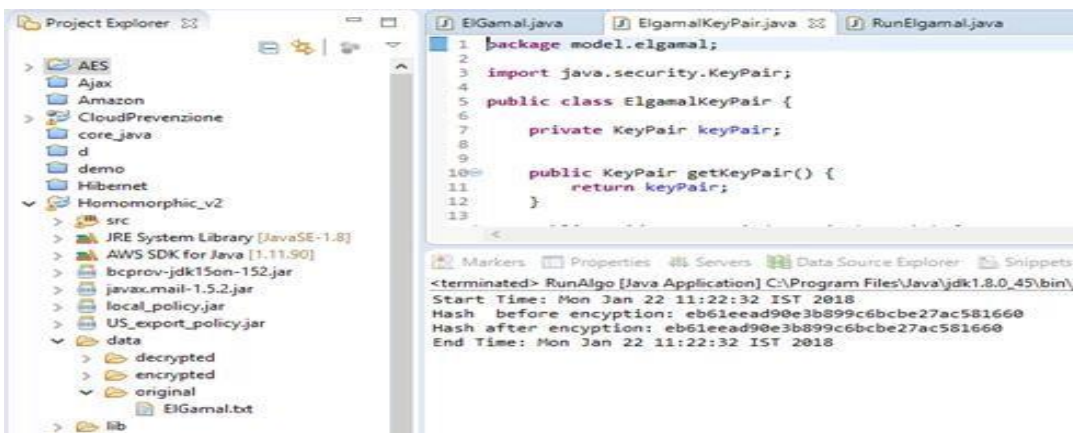 Project Explorer
AES
Ajax
Amazon
CloudPrevenzione
core_java
d
demo
Hibernet
Homomorphic_v2
src
JRE System Library [JavaSE-1.8]
AWS SDK for Java [1.11.90]
bcprov-jdk15on-152.jar
javax.mail-1.5.2.jar
local_policy.jar
US_export_policy.jar
data
decrypted
encrypted
original
ElGamal.txt
lib
ElGamal.java ElgamalKeyPair.java RunElgamal.java
1 package model.elgamal;
2
3 import java.security.KeyPair;
4
5 public class ElgamalKeyPair {
6
7 private KeyPair keyPair;
8
9
10 public KeyPair getKeyPair() {
11 return keyPair;
12 }
13
Markers Properties Servers Data Source Explorer Snippets
<terminated> RunAlgo [Java Application] C:\Program Files\Java\jdk1.8.0_45\bin\
Start Time: Mon Jan 22 11:22:32 IST 2018
Hash before encyption: eb61eead90e3b899c6bcbe27ac581660
Hash after encyption: eb61eead90e3b899c6bcbe27ac581660
End Time: Mon Jan 22 11:22:32 IST 2018